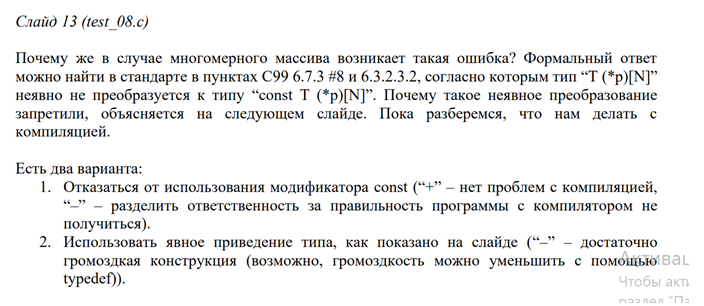 Слайд 13 (test_08.c)
Почему же в случае многомерного массива возникает такая ошибка? Формальный ответ
можно найти в стандарте в пунктах C99 6.7.3 #8 и 6.3.2.3.2, согласно которым тип “T (*p)[N]”
неявно не преобразуется к типу “const T (*p)[N]”. Почему такое неявное преобразование
запретили, объясняется на следующем слайде. Пока разберемся, что нам делать с
компиляцией.
Есть два варианта:
1. Отказаться от использования модификатора const (“+” – нет проблем с компиляцией,
“–” – разделить ответственность за правильность программы с компилятором не
получиться).
2. Использовать явное приведение типа, как показано на слайде (“–” – достаточно
громоздкая конструкция (возможно, громоздкость можно уменьшить с помощью
typedef)).
Активац
Чтобы акти